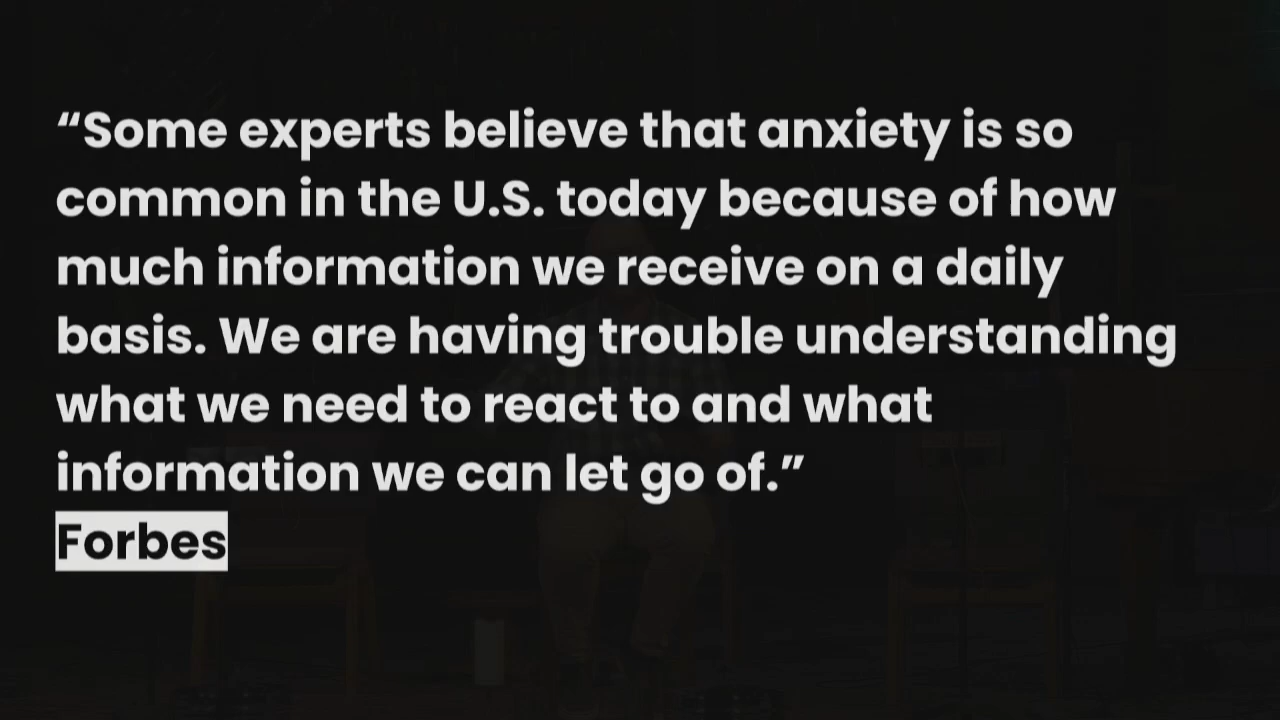 “Some experts believe that anxiety is so
common in the U.S. today because of how
much information we receive on a daily
basis. We are having trouble understanding
what we need to react to and what
information we can let go of.”
Forbes